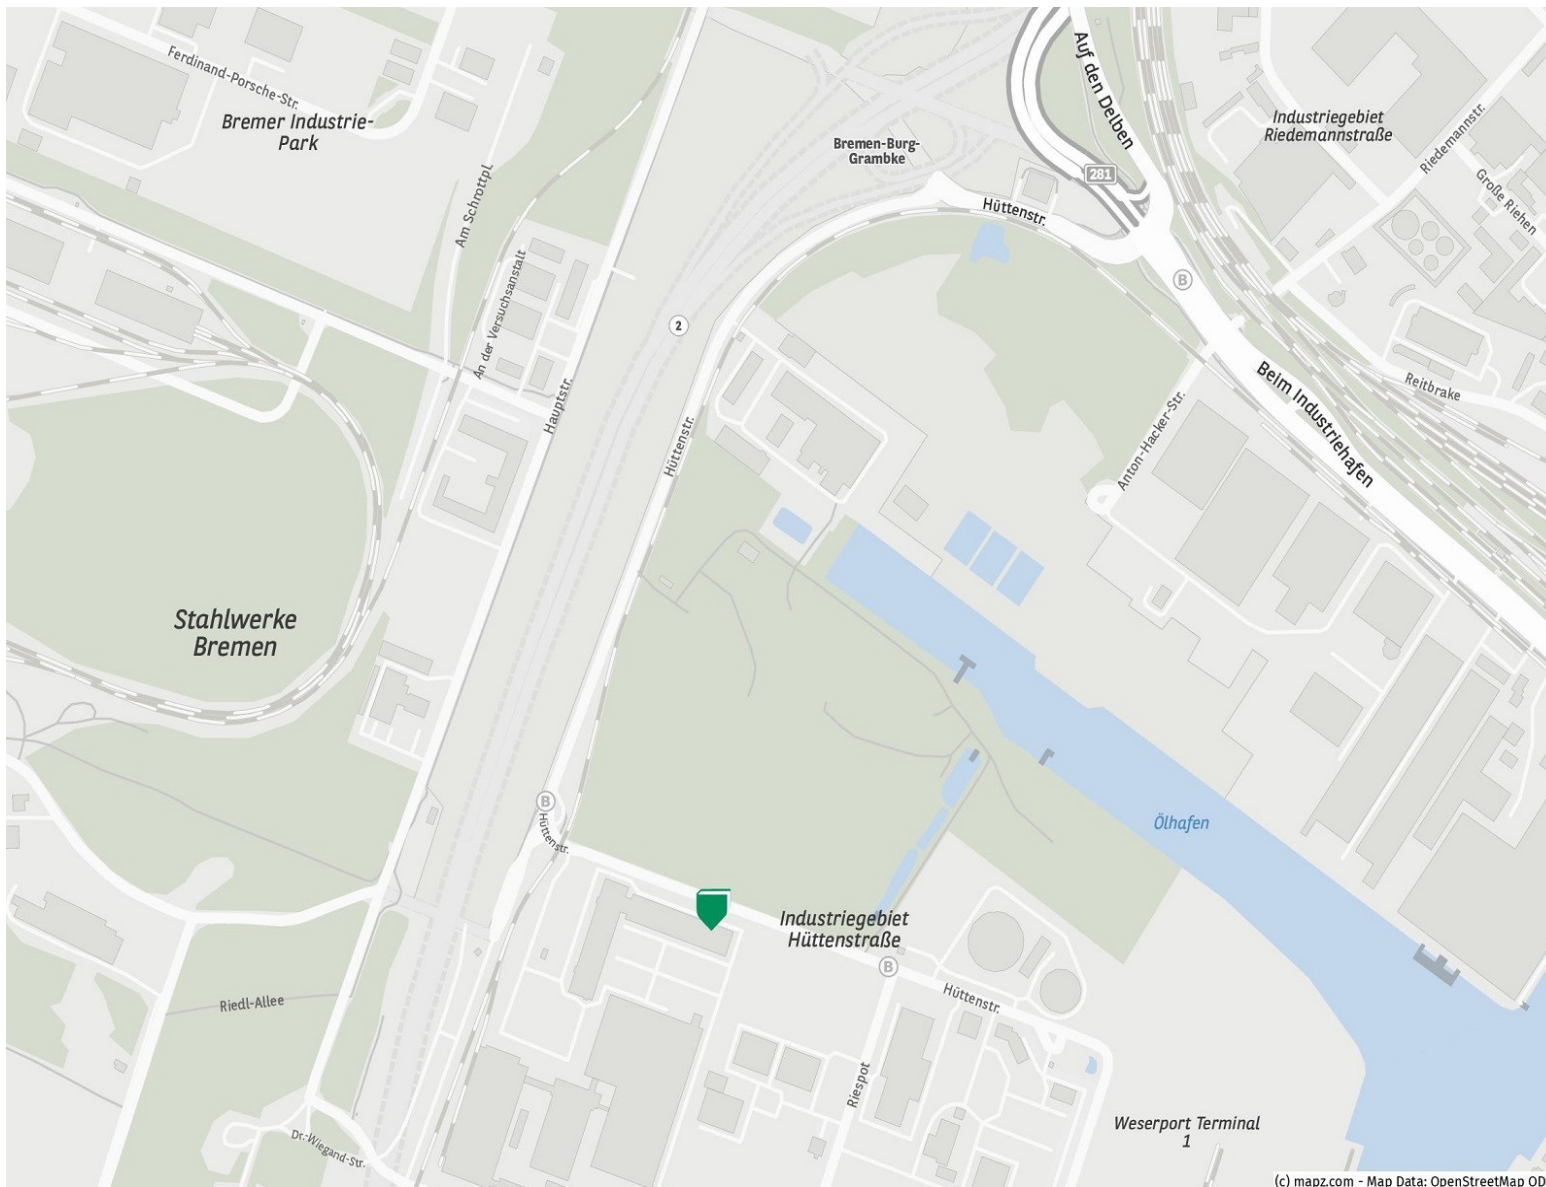 Ferdinand-Porsche-Str.
Bremer Industrie-
Park
Am Schrottpl.
An der Versuchsanstalt
Hauptstr.
2
Bremen-Burg-
Grambke
Auf den Delben
281
Hüttenstr.
B
Industriegebiet
Riedemannstraße
Riedemannstr.
Große Riehen
Reitbrake
Beim Industriehafen
Anton-Hacker-Str.
Hüttenstr.
Stahlwerke
Bremen
B
Hüttenstr.
Ölhafen
Industriegebiet
Hüttenstraße
B
Hüttenstr.
Riedl-Allee
Riespot
Weserport Terminal
1
Dr.-Wiegand-Str.
(c) mapz.com - Map Data: OpenStreetMap OD